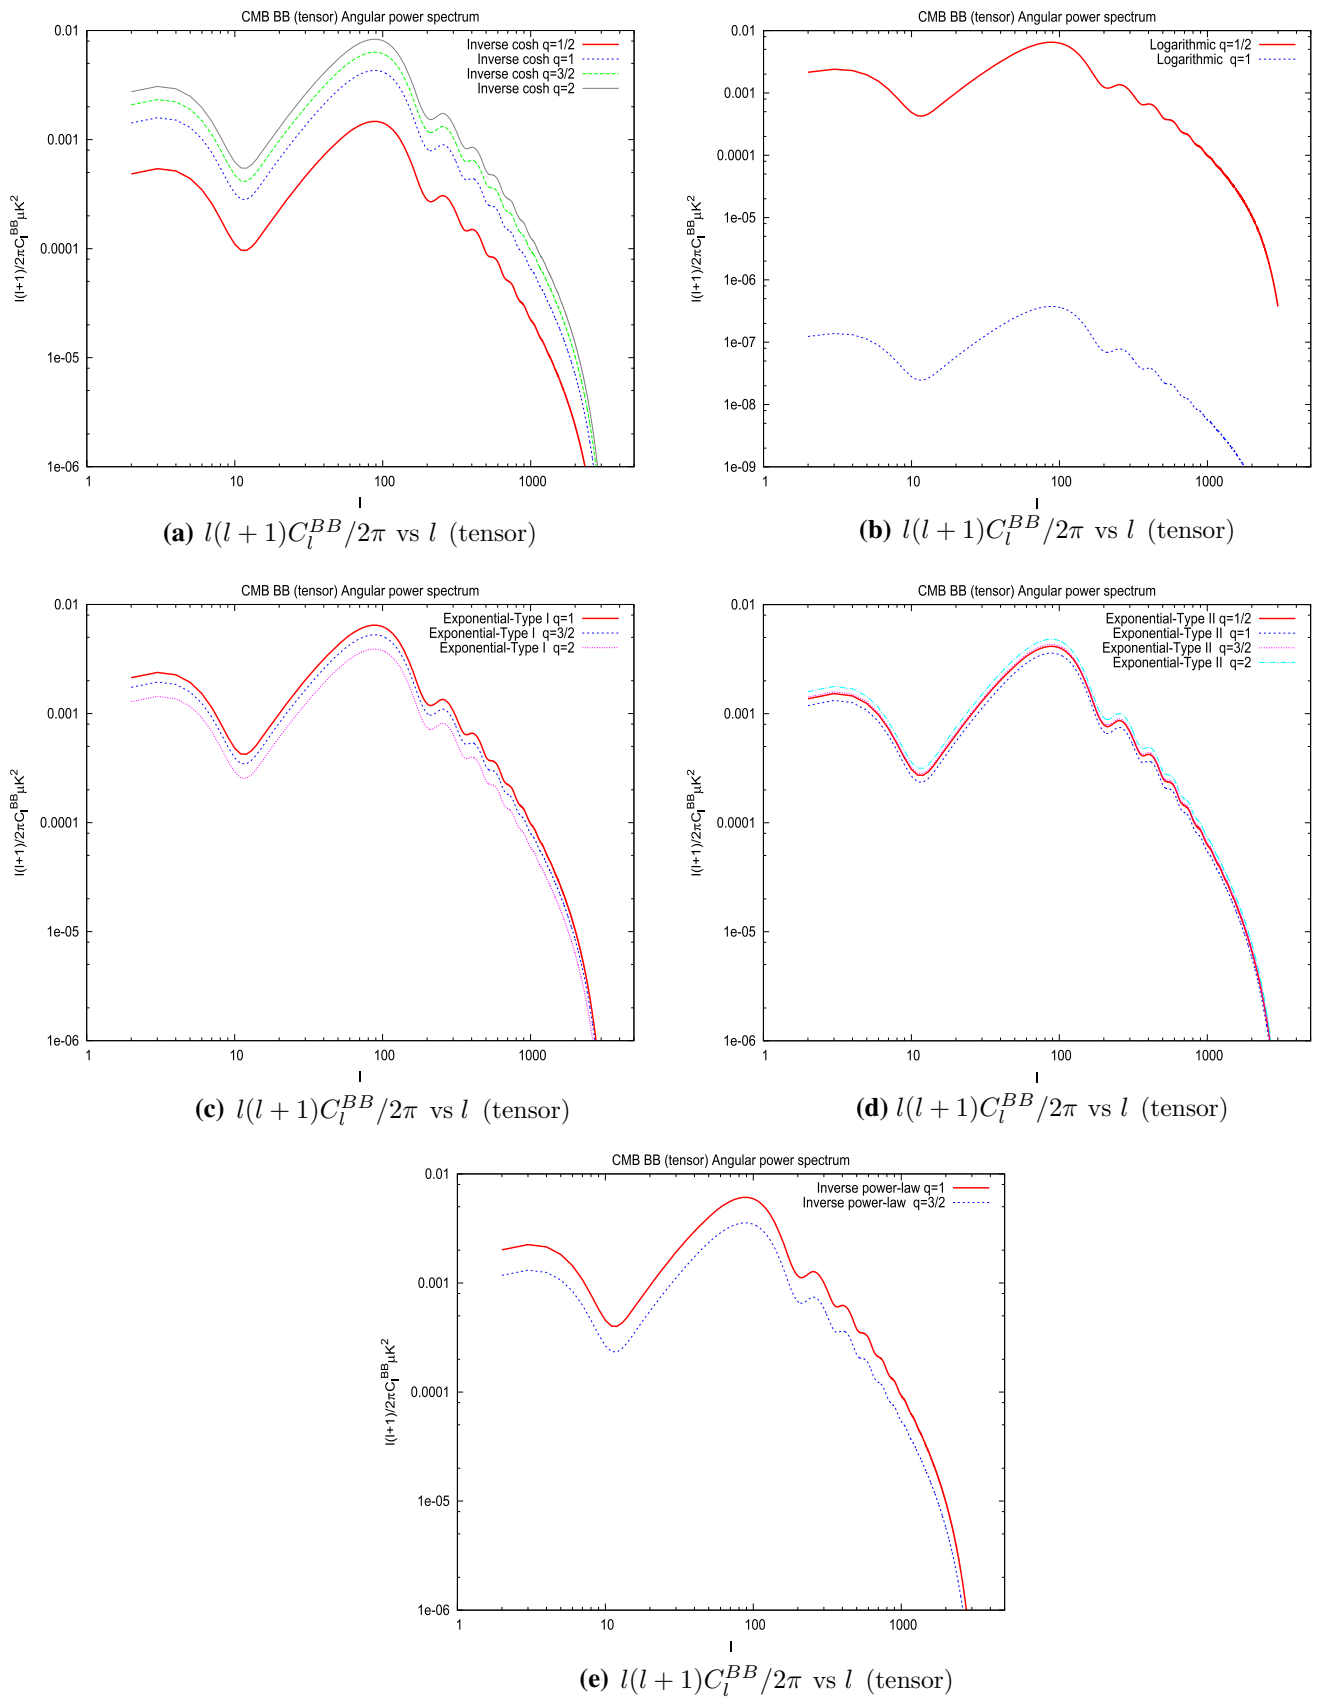 CMB BB (tensor) Angular power spectrum
Inverse cosh q=1/2
Inverse cosh q=1
Inverse cosh q=3/2
Inverse cosh q=2
0.01
0.001
0.0001
1e-05
1e-06
l(l+1)/2πC_l^BB μK^2
1 10 100 1000
l
(a) l(l + 1)C_l^{BB}/2π vs l (tensor)
CMB BB (tensor) Angular power spectrum
Logarithmic q=1/2
Logarithmic q=1
0.01
0.001
0.0001
1e-05
1e-06
1e-07
1e-08
1e-09
l(l+1)/2πC_l^BB μK^2
1 10 100 1000
l
(b) l(l + 1)C_l^{BB}/2π vs l (tensor)
CMB BB (tensor) Angular power spectrum
Exponential-Type I q=1
Exponential-Type I q=3/2
Exponential-Type I q=2
0.01
0.001
0.0001
1e-05
1e-06
l(l+1)/2πC_l^BB μK^2
1 10 100 1000
l
(c) l(l + 1)C_l^{BB}/2π vs l (tensor)
CMB BB (tensor) Angular power spectrum
Exponential-Type II q=1/2
Exponential-Type II q=1
Exponential-Type II q=3/2
Exponential-Type II q=2
0.01
0.001
0.0001
1e-05
1e-06
l(l+1)/2πC_l^BB μK^2
1 10 100 1000
l
(d) l(l + 1)C_l^{BB}/2π vs l (tensor)
CMB BB (tensor) Angular power spectrum
Inverse power-law q=1
Inverse power-law q=3/2
0.01
0.001
0.0001
1e-05
1e-06
l(l+1)/2πC_l^BB μK^2
1 10 100 1000
l
(e) l(l + 1)C_l^{BB}/2π vs l (tensor)